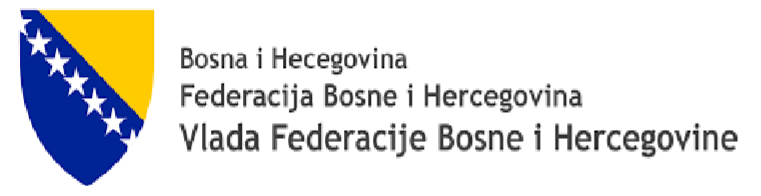 Bosna i Hecegovina
Federacija Bosne i Hercegovina
Vlada Federacije Bosne i Hercegovine